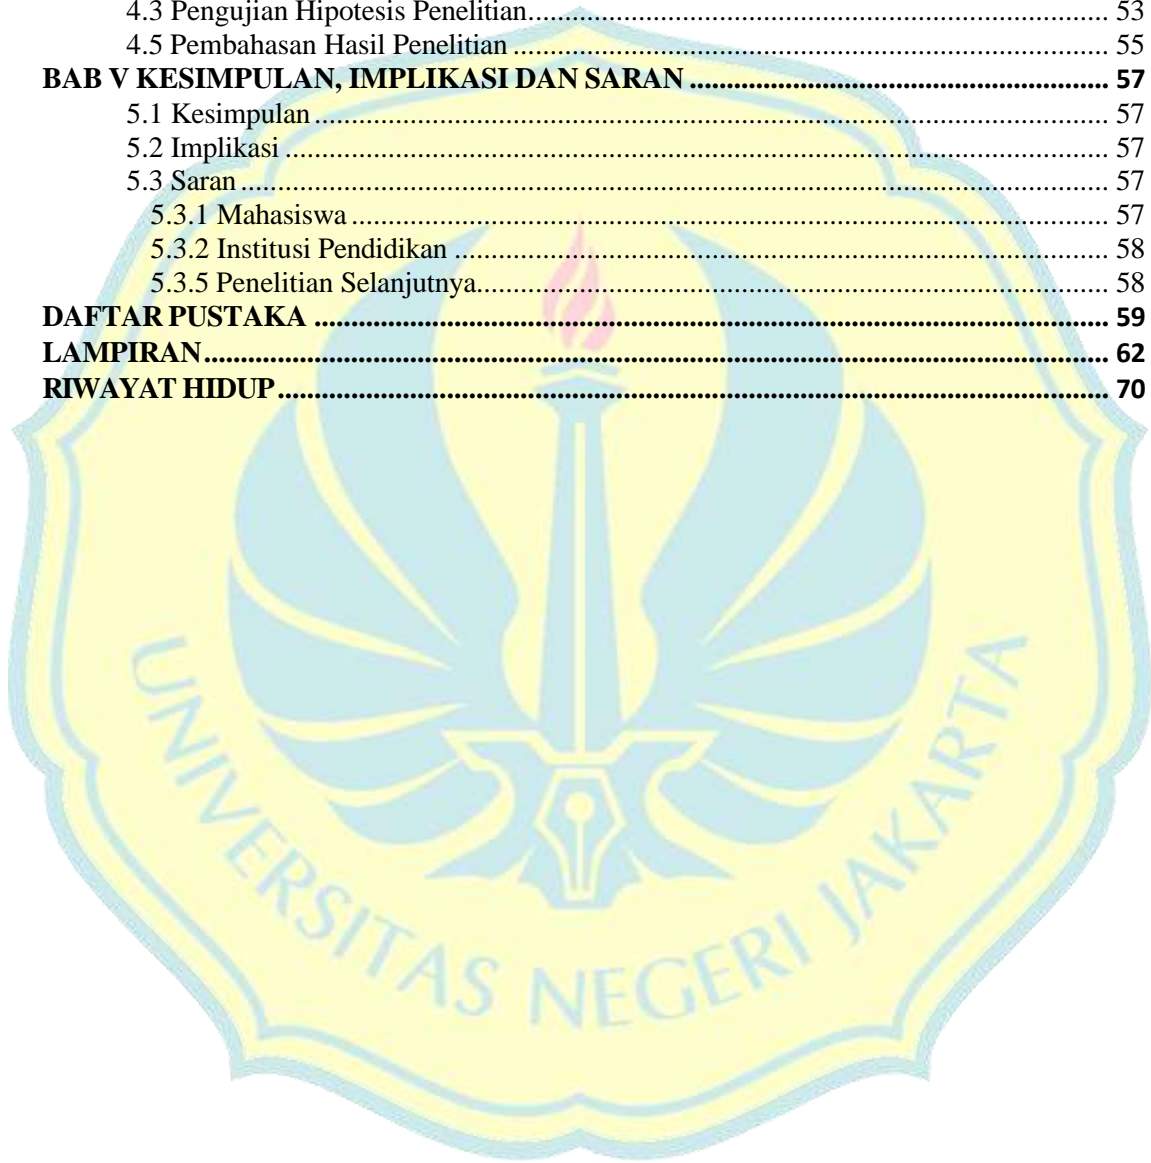 4.3 Pengujian Hipotesis Penelitian.......... 53
4.5 Pembahasan Hasil Penelitian .......... 55
BAB V KESIMPULAN, IMPLIKASI DAN SARAN .......... 57
5.1 Kesimpulan .......... 57
5.2 Implikasi .......... 57
5.3 Saran .......... 57
5.3.1 Mahasiswa .......... 57
5.3.2 Institusi Pendidikan .......... 58
5.3.5 Penelitian Selanjutnya.......... 58
DAFTAR PUSTAKA .......... 59
LAMPIRAN.......... 62
RIWAYAT HIDUP .......... 70
UNIVERSITAS NEGERI JAKARTA